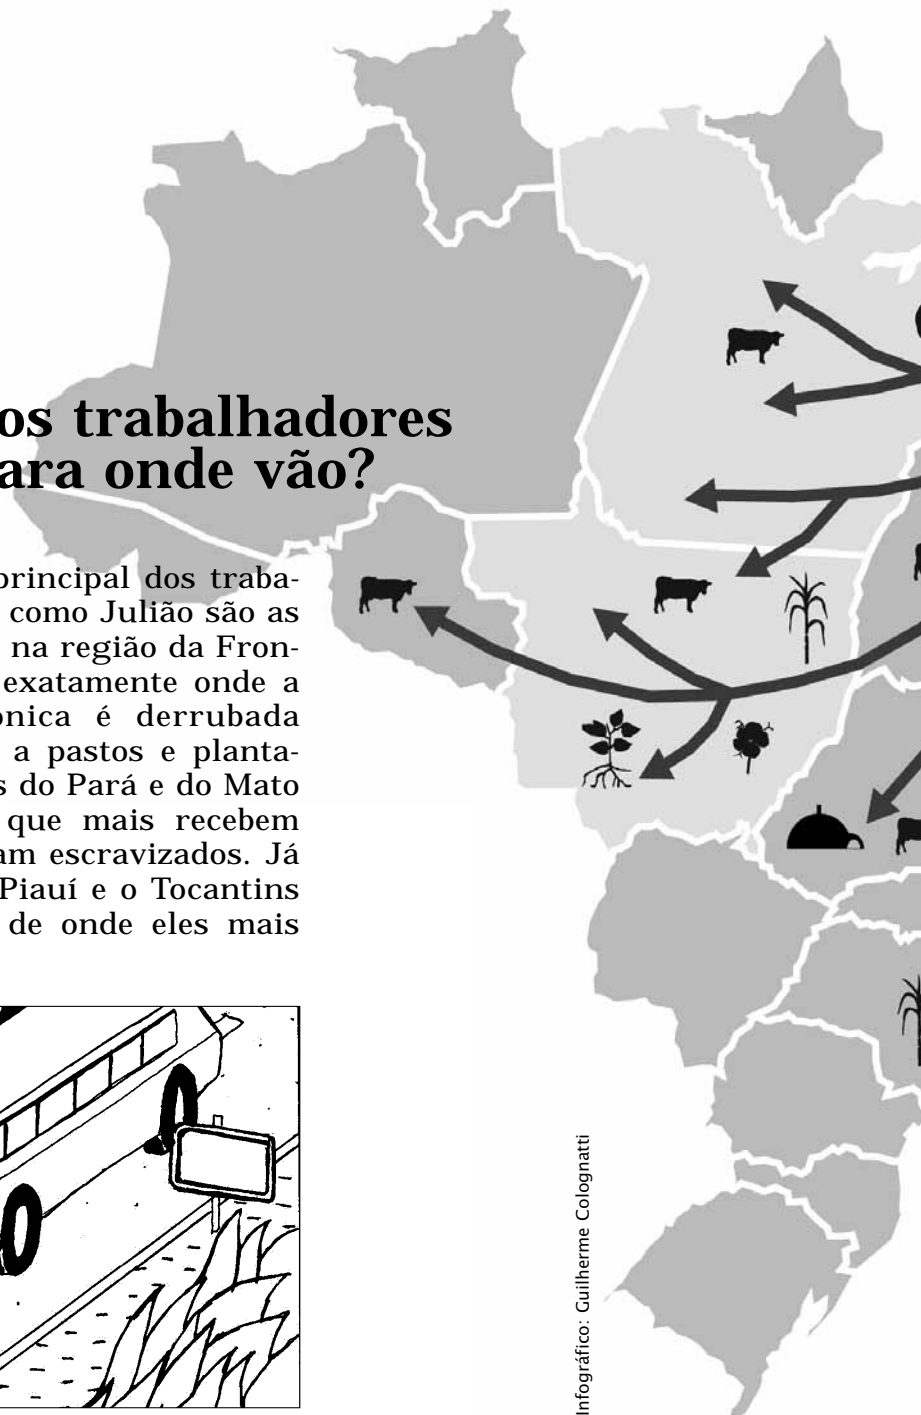 os trabalhadores
ara onde vão?
principal dos traba-
como Julião são as
na região da Fron-
exatamente onde a
ônica é derrubada
a pastos e planta-
s do Pará e do Mato
que mais recebem
am escravizados. Já
Piauí e o Tocantins
de onde eles mais
Infográfico: Guilherme Colognatti